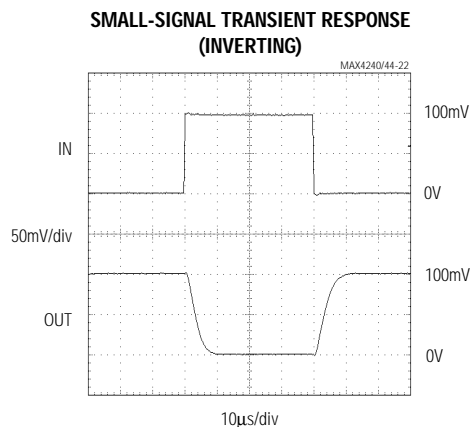 SMALL-SIGNAL TRANSIENT RESPONSE
(INVERTING)
MAX4240/44-22
100mV
IN
0V
50mV/div
100mV
OUT
0V
10µs/div